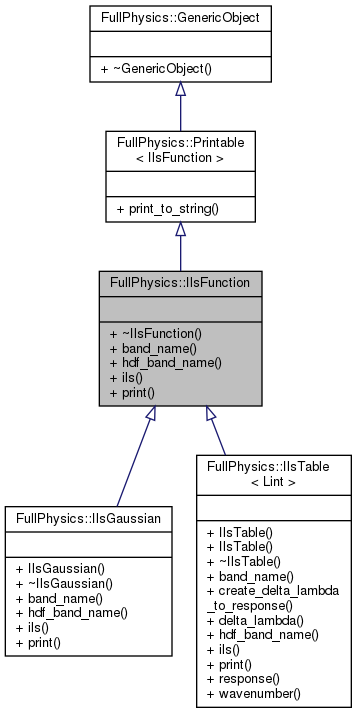 FullPhysics::GenericObject
+ ~GenericObject()
FullPhysics::Printable
< IlsFunction >
+ print_to_string()
FullPhysics::IlsFunction
+ ~IlsFunction()
+ band_name()
+ hdf_band_name()
+ ils()
+ print()
FullPhysics::IlsGaussian
+ IlsGaussian()
+ ~IlsGaussian()
+ band_name()
+ hdf_band_name()
+ ils()
+ print()
FullPhysics::IlsTable
< Lint >
+ IlsTable()
+ IlsTable()
+ ~IlsTable()
+ band_name()
+ create_delta_lambda
_to_response()
+ delta_lambda()
+ hdf_band_name()
+ ils()
+ print()
+ response()
+ wavenumber()